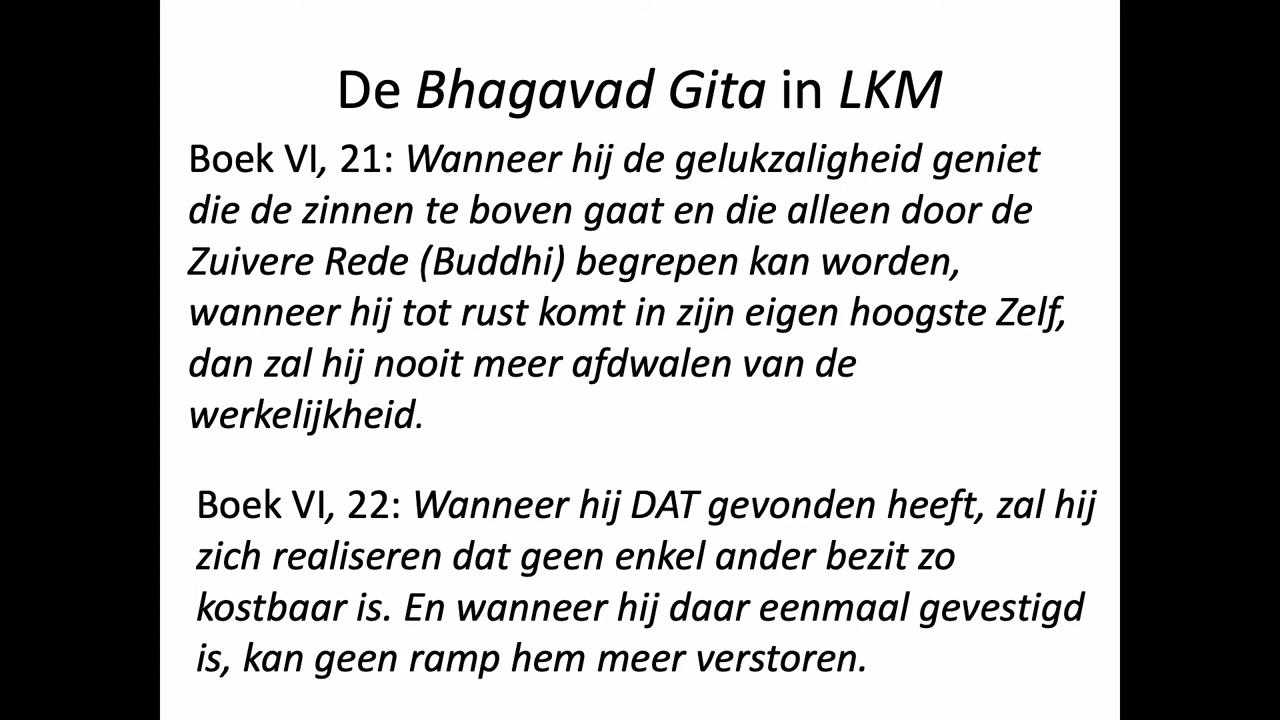 De Bhagavad Gita in LKM
Boek VI, 21: Wanneer hij de gelukzaligheid geniet
die de zinnen te boven gaat en die alleen door de
Zuivere Rede (Buddhi) begrepen kan worden,
wanneer hij tot rust komt in zijn eigen hoogste Zelf,
dan zal hij nooit meer afdwalen van de
werkelijkheid.
Boek VI, 22: Wanneer hij DAT gevonden heeft, zal hij
zich realiseren dat geen enkel ander bezit zo
kostbaar is. En wanneer hij daar eenmaal gevestigd
is, kan geen ramp hem meer verstoren.